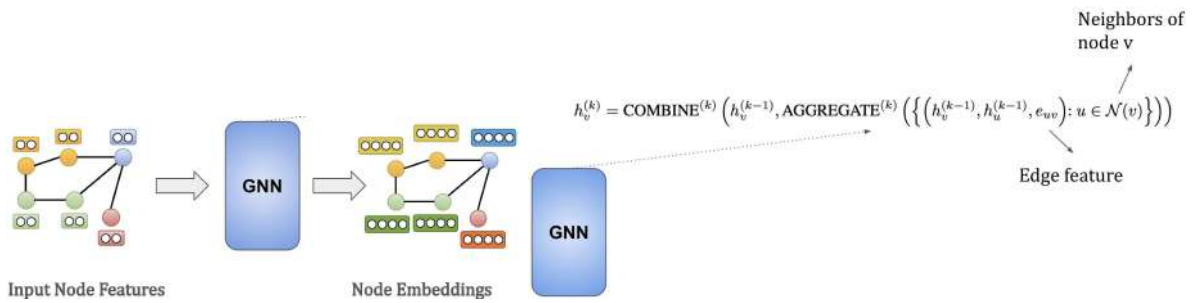 Neighbors of
node v
h_v^{(k)} = COMBINE^{(k)} ( h_v^{(k-1)}, AGGREGATE^{(k)} ( { ( h_v^{(k-1)}, h_u^{(k-1)}, e_{uv} ) : u ∈ N(v) } ) )
Edge feature
GNN
GNN
Input Node Features
Node Embeddings